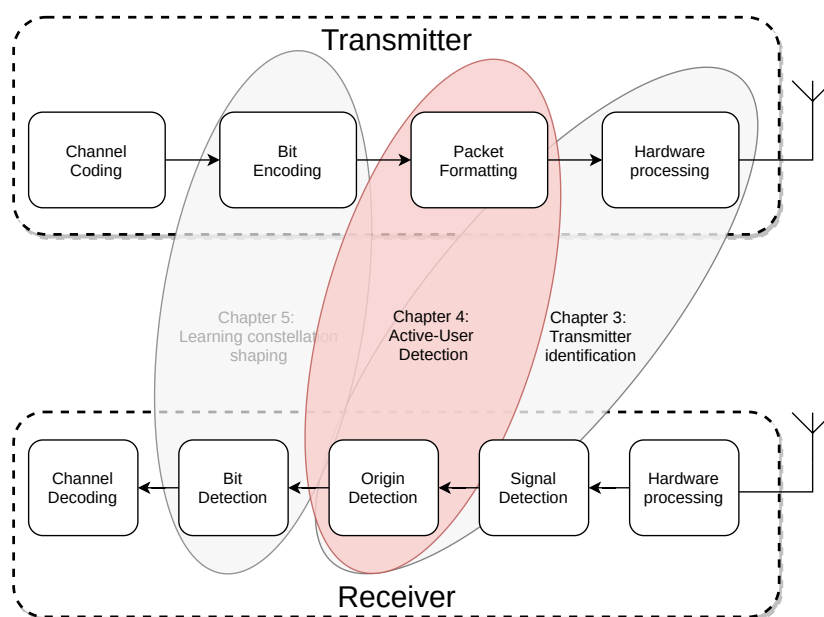 Transmitter
Channel
Coding
Bit
Encoding
Packet
Formatting
Hardware
processing
Chapter 5:
Learning constellation
shaping
Chapter 4:
Active-User
Detection
Chapter 3:
Transmitter
identification
Channel
Decoding
Bit
Detection
Origin
Detection
Signal
Detection
Hardware
processing
Receiver